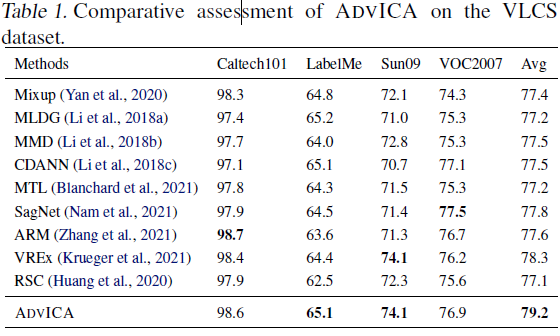 Table 1. Comparative assessment of ADVICA on the VLCS
dataset.
Methods Caltech101 LabelMe Sun09 VOC2007 Avg
Mixup (Yan et al., 2020) 98.3 64.8 72.1 74.3 77.4
MLDG (Li et al., 2018a) 97.4 65.2 71.0 75.3 77.2
MMD (Li et al., 2018b) 97.7 64.0 72.8 75.3 77.5
CDANN (Li et al., 2018c) 97.1 65.1 70.7 77.1 77.5
MTL (Blanchard et al., 2021) 97.8 64.3 71.5 75.3 77.2
SagNet (Nam et al., 2021) 97.9 64.5 71.4 77.5 77.8
ARM (Zhang et al., 2021) 98.7 63.6 71.3 76.7 77.6
VREx (Krueger et al., 2021) 98.4 64.4 74.1 76.2 78.3
RSC (Huang et al., 2020) 97.9 62.5 72.3 75.6 77.1
ADVICA 98.6 65.1 74.1 76.9 79.2